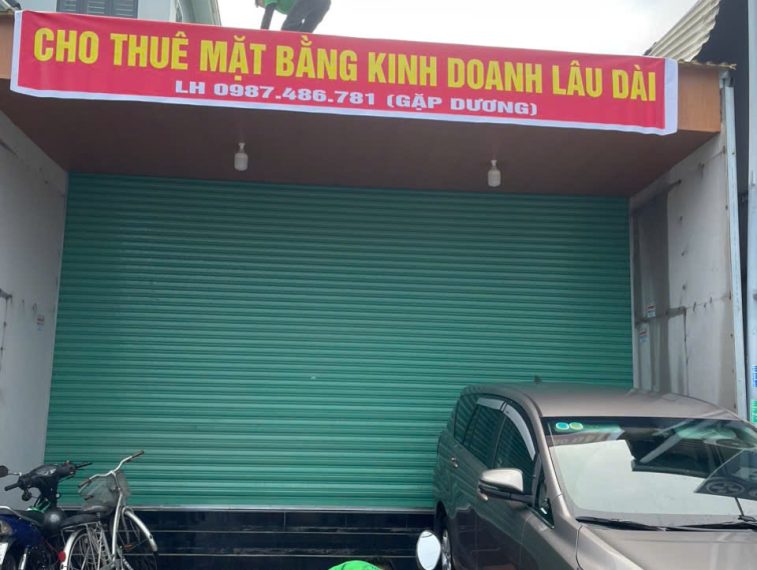 CHO THUÊ MẶT BẰNG KINH DOANH LÂU DÀI
LH 0987.486.781 (GẶP DƯƠNG)